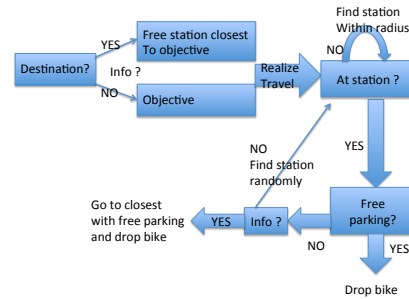 Find station
Within radius
NO
YES
Free station closest
To objective
Destination?
Info ?
NO
Objective
Realize
Travel
At station ?
YES
NO
Find station
randomly
Go to closest
with free parking
and drop bike
YES
Info ?
NO
Free
parking?
YES
Drop bike